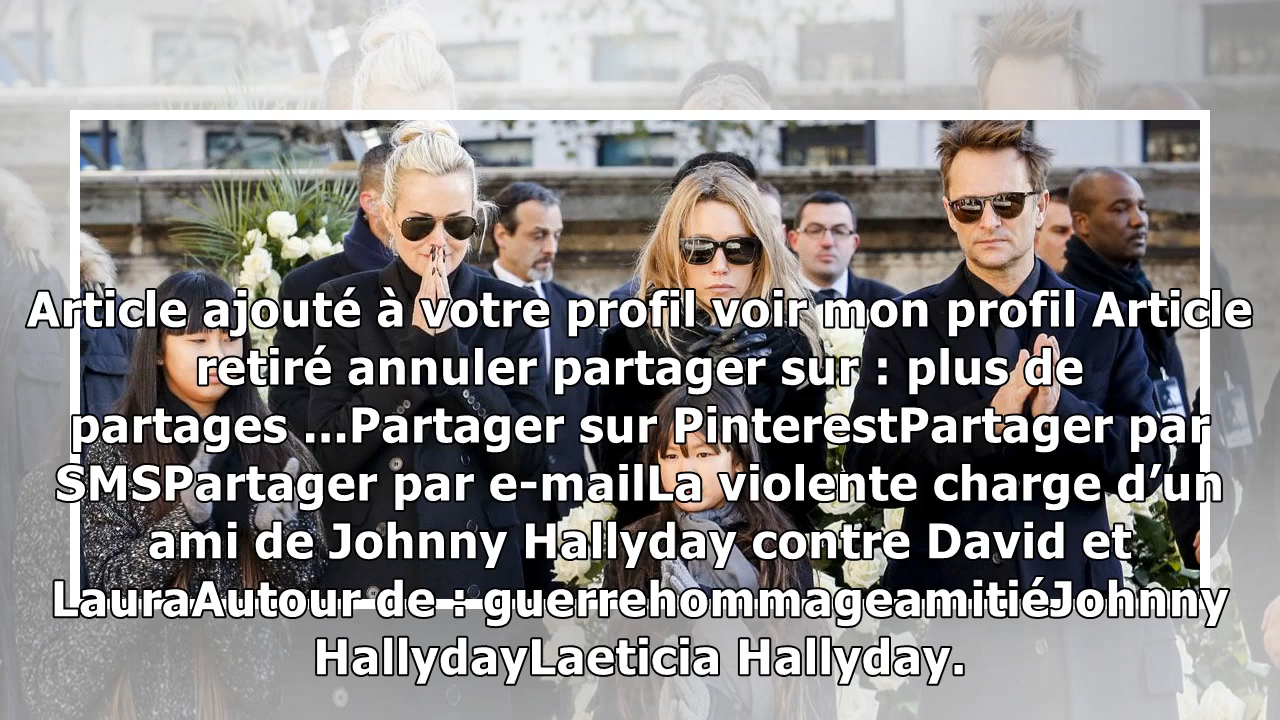 Article ajouté à votre profil voir mon profil Article
retiré annuler partager sur : plus de
partages ...Partager sur PinterestPartager par
SMSPartager par e-mailLa violente charge d’un
ami de Johnny Hallyday contre David et
LauraAutour de : guerrehommageamitiéJohnny
HallydayLaeticia Hallyday.